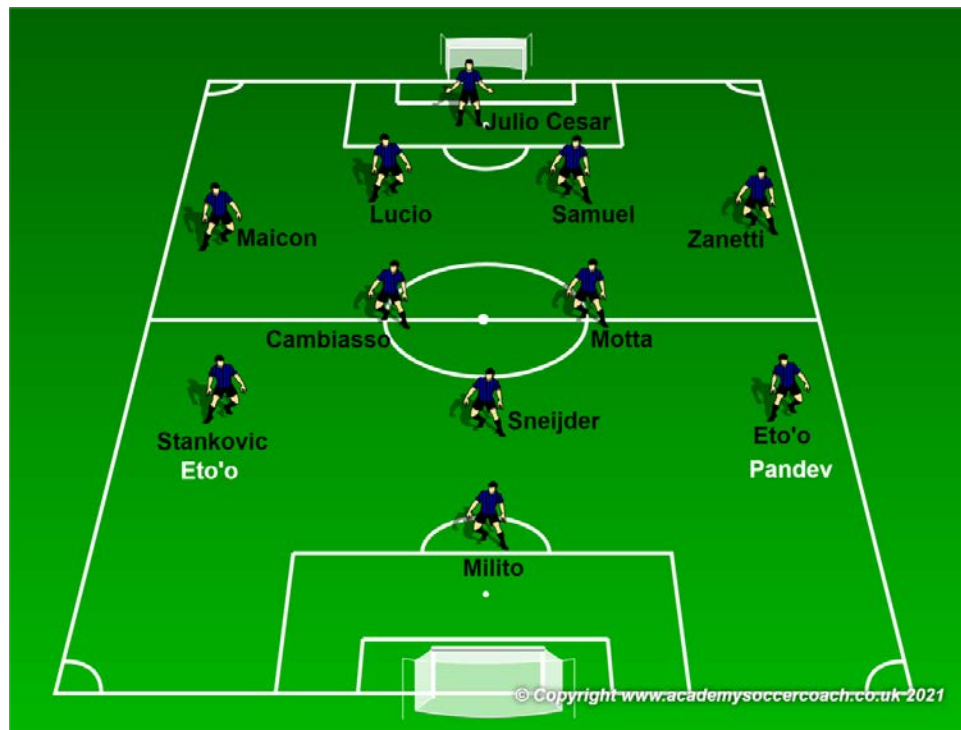 Julio Cesar
Lucio
Samuel
Maicon
Zanetti
Cambiasso
Motta
Sneijder
Stankovic
Eto'o
Eto'o
Pandev
Milito
© Copyright www.academysoccercoach.co.uk 2021